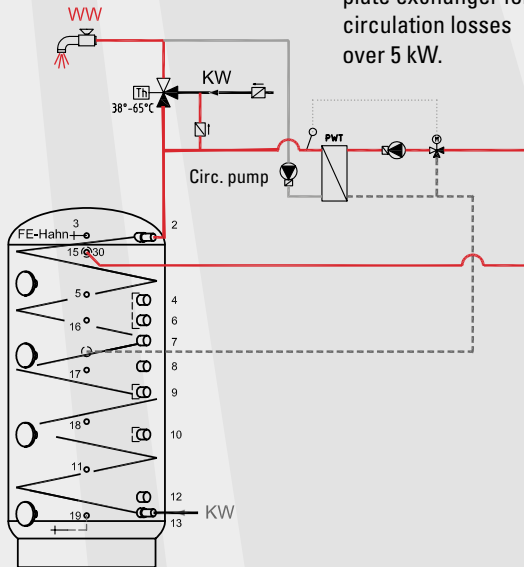 plate exchanger for
circulation losses
over 5 kW.
WW
KW
Th
38°-65°C
PWT
M
Circ. pump
3
2
FE-Hahn
15
30
5
4
6
16
7
17
8
9
18
10
11
12
KW
19
13